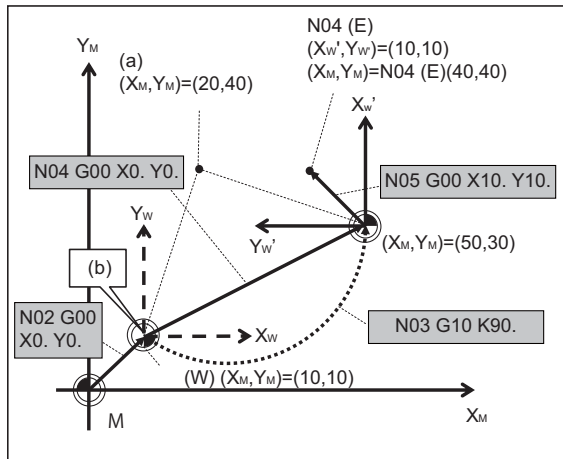 N04 (E)
(XW',YW')=(10,10)
(XM,YM)=N04 (E)(40,40)
YM
(a)
(XM,YM)=(20,40)
XW'
N04 G00 X0. Y0.
N05 G00 X10. Y10.
YW
YW'
(XM,YM)=(50,30)
(b)
N02 G00
X0. Y0.
XW
N03 G10 K90.
(W) (XM,YM)=(10,10)
M
XM